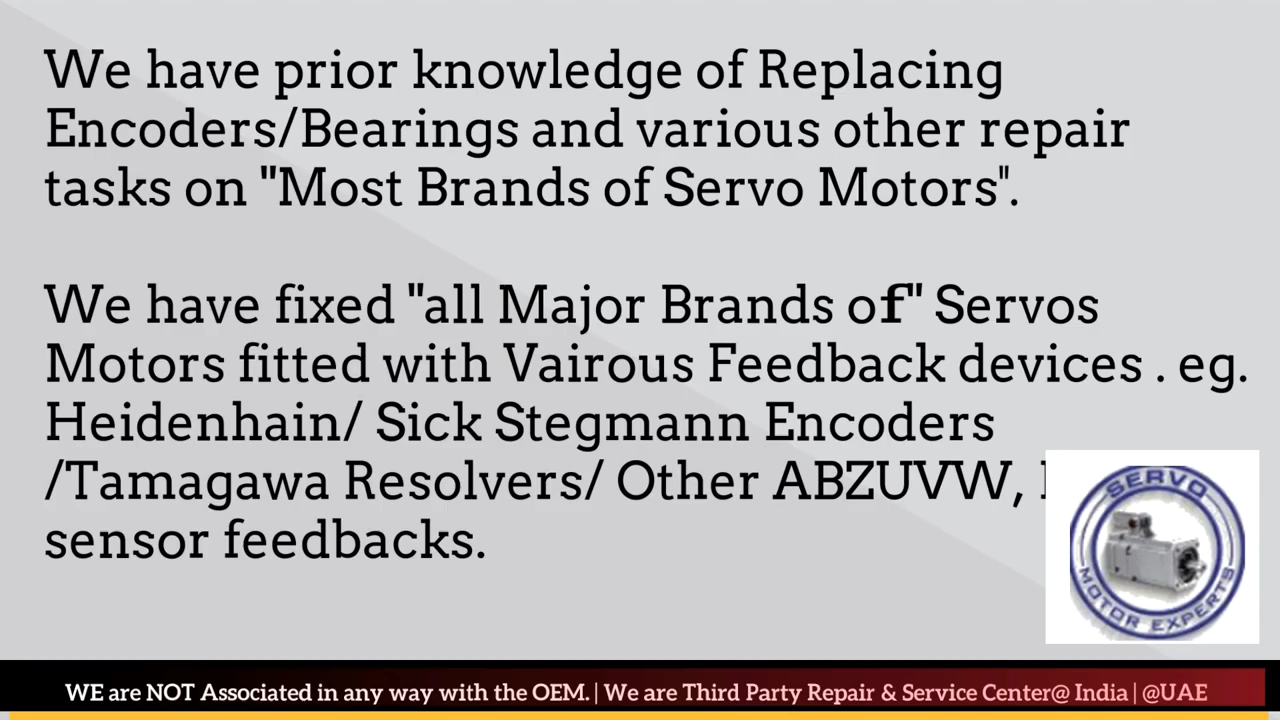 We have prior knowledge of Replacing
Encoders/Bearings and various other repair
tasks on "Most Brands of Servo Motors".
We have fixed "all Major Brands of" Servos
Motors fitted with Vairous Feedback devices . eg.
Heidenhain/ Sick Stegmann Encoders
/Tamagawa Resolvers/ Other ABZUVW,
sensor feedbacks.
SERVO
MOTOR EXPERTS
WE are NOT Associated in any way with the OEM. | We are Third Party Repair & Service Center@ India | @UAE